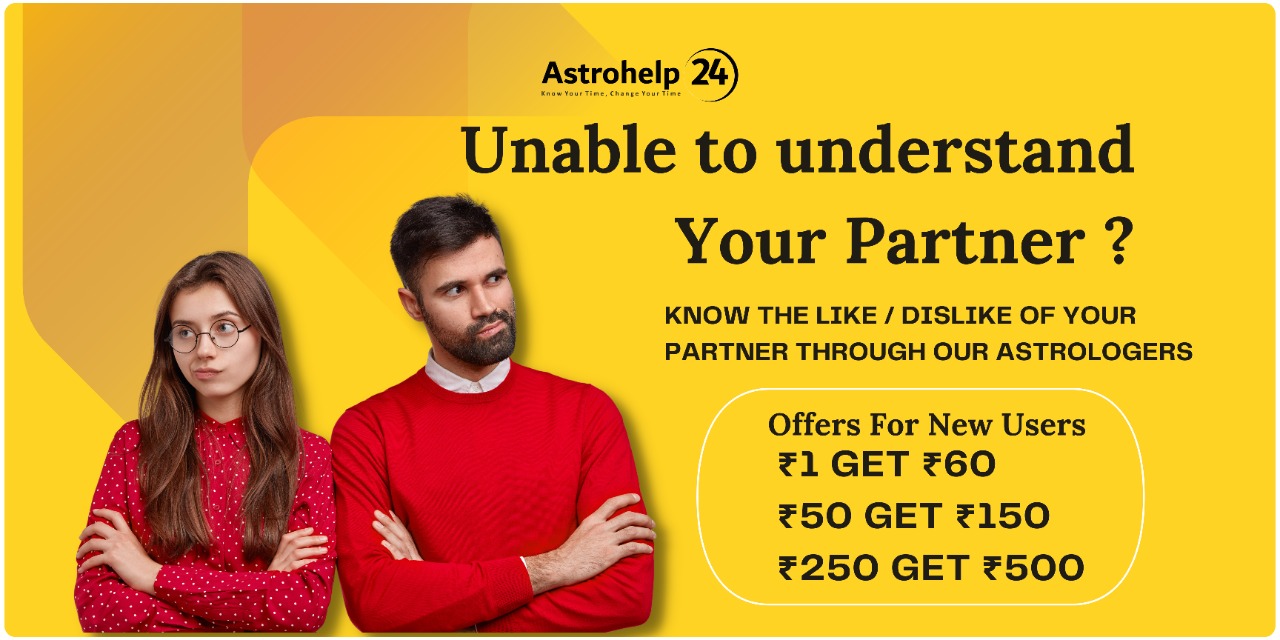 Astrohelp 24
Know Your Time, Change Your Time
Unable to understand
Your Partner ?
KNOW THE LIKE / DISLIKE OF YOUR
PARTNER THROUGH OUR ASTROLOGERS
Offers For New Users
₹1 GET ₹60
₹50 GET ₹150
₹250 GET ₹500